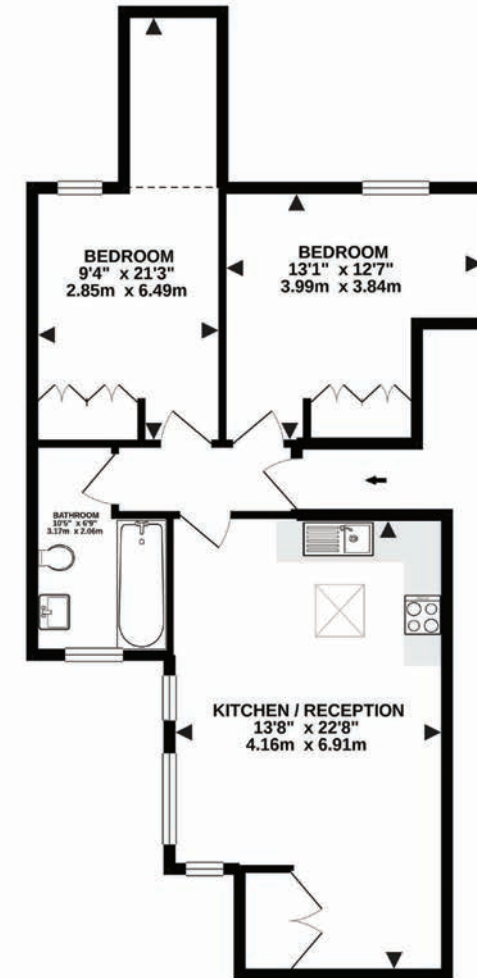 BEDROOM
9'4" x 21'3"
2.85m x 6.49m
BEDROOM
13'1" x 12'7"
3.99m x 3.84m
BATHROOM
10'5" x 6'9"
3.17m x 2.06m
KITCHEN / RECEPTION
13'8" x 22'8"
4.16m x 6.91m